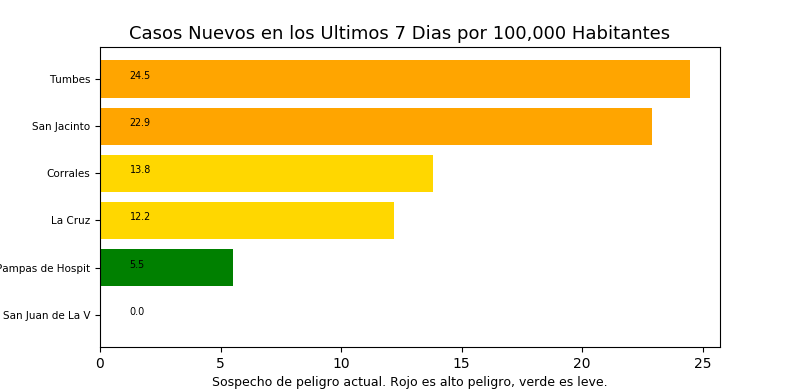 Casos Nuevos en los Ultimos 7 Dias por 100,000 Habitantes
Tumbes 24.5
San Jacinto 22.9
Corrales 13.8
La Cruz 12.2
Pampas de Hospit 5.5
San Juan de La V 0.0
0 5 10 15 20 25
Sospecho de peligro actual. Rojo es alto peligro, verde es leve.